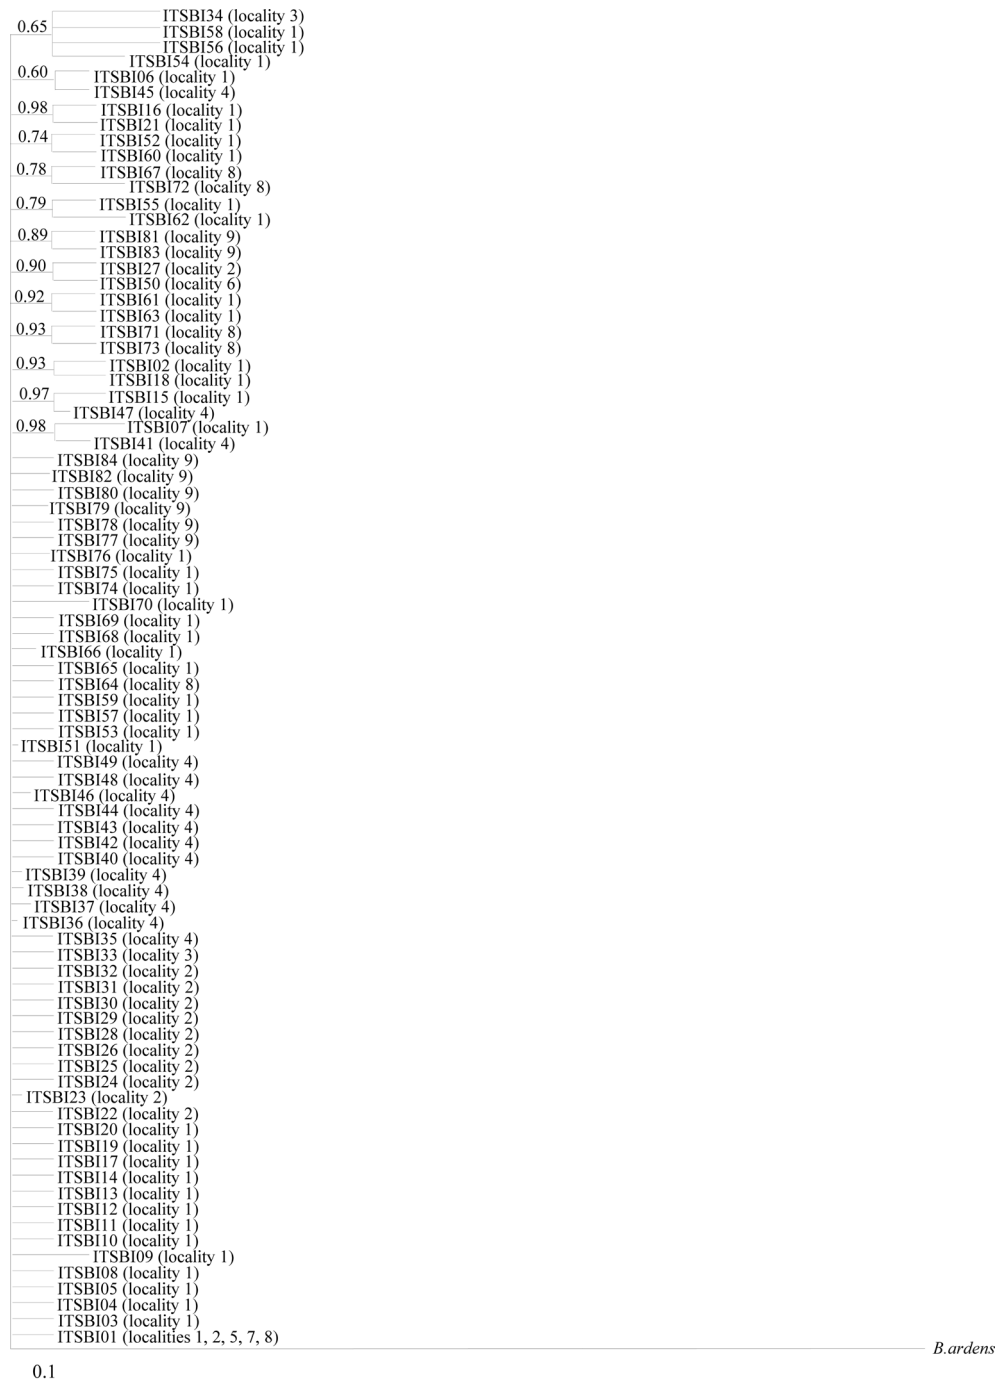 0.65
ITSBI34 (locality 3)
ITSBI58 (locality 1)
ITSBI56 (locality 1)
ITSBI54 (locality 1)
0.60
ITSBI06 (locality 1)
ITSBI45 (locality 4)
0.98
ITSBI16 (locality 1)
ITSBI21 (locality 1)
0.74
ITSBI52 (locality 1)
ITSBI60 (locality 1)
0.78
ITSBI67 (locality 8)
ITSBI72 (locality 8)
0.79
ITSBI55 (locality 1)
ITSBI62 (locality 1)
0.89
ITSBI81 (locality 9)
ITSBI83 (locality 9)
0.90
ITSBI27 (locality 2)
ITSBI50 (locality 6)
0.92
ITSBI61 (locality 1)
ITSBI63 (locality 1)
0.93
ITSBI71 (locality 8)
ITSBI73 (locality 8)
0.93
ITSBI02 (locality 1)
ITSBI18 (locality 1)
0.97
ITSBI15 (locality 1)
ITSBI47 (locality 4)
0.98
ITSBI07 (locality 1)
ITSBI41 (locality 4)
ITSBI84 (locality 9)
ITSBI82 (locality 9)
ITSBI80 (locality 9)
ITSBI79 (locality 9)
ITSBI78 (locality 9)
ITSBI77 (locality 9)
ITSBI76 (locality 1)
ITSBI75 (locality 1)
ITSBI74 (locality 1)
ITSBI70 (locality 1)
ITSBI69 (locality 1)
ITSBI68 (locality 1)
ITSBI66 (locality 1)
ITSBI65 (locality 1)
ITSBI64 (locality 8)
ITSBI59 (locality 1)
ITSBI57 (locality 1)
ITSBI53 (locality 1)
ITSBI51 (locality 1)
ITSBI49 (locality 4)
ITSBI48 (locality 4)
ITSBI46 (locality 4)
ITSBI44 (locality 4)
ITSBI43 (locality 4)
ITSBI42 (locality 4)
ITSBI40 (locality 4)
ITSBI39 (locality 4)
ITSBI38 (locality 4)
ITSBI37 (locality 4)
ITSBI36 (locality 4)
ITSBI35 (locality 4)
ITSBI33 (locality 3)
ITSBI32 (locality 2)
ITSBI31 (locality 2)
ITSBI30 (locality 2)
ITSBI29 (locality 2)
ITSBI28 (locality 2)
ITSBI26 (locality 2)
ITSBI25 (locality 2)
ITSBI24 (locality 2)
ITSBI23 (locality 2)
ITSBI22 (locality 2)
ITSBI20 (locality 1)
ITSBI19 (locality 1)
ITSBI17 (locality 1)
ITSBI14 (locality 1)
ITSBI13 (locality 1)
ITSBI12 (locality 1)
ITSBI11 (locality 1)
ITSBI10 (locality 1)
ITSBI09 (locality 1)
ITSBI08 (locality 1)
ITSBI05 (locality 1)
ITSBI04 (locality 1)
ITSBI03 (locality 1)
ITSBI01 (localities 1, 2, 5, 7, 8)
B.ardens
0.1